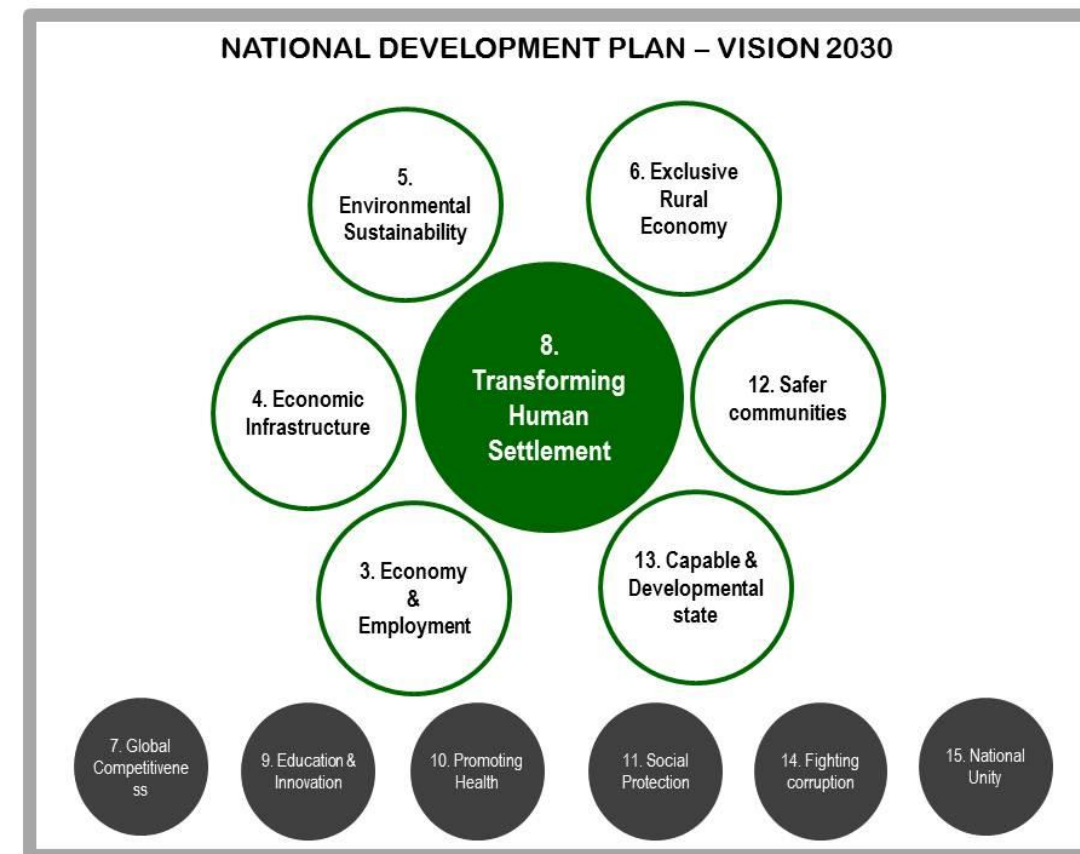 NATIONAL DEVELOPMENT PLAN – VISION 2030
5.
Environmental
Sustainability
6. Exclusive
Rural
Economy
8.
Transforming
Human
Settlement
4. Economic
Infrastructure
12. Safer
communities
3. Economy
&
Employment
13. Capable &
Developmental
state
7. Global
Competitivene
ss
9. Education &
Innovation
10. Promoting
Health
11. Social
Protection
14. Fighting
corruption
15. National
Unity